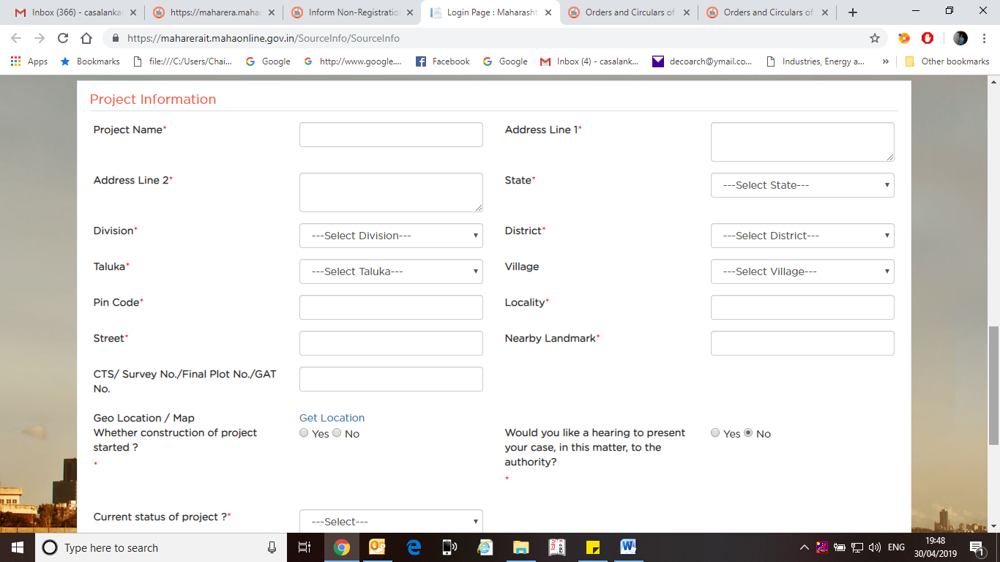 Inbox (366) - casalanka
https://maharera.mahao
Inform Non-Registratio
Login Page : Maharasht
Orders and Circulars of
Orders and Circulars of
https://maharerait.mahaonline.gov.in/SourceInfo/SourceInfo
Apps
Bookmarks
file:///C:/Users/Chai...
Google
http://www.google....
Facebook
Google
Inbox (4) - casalank...
decoarch@ymail.co...
Industries, Energy a...
»
Other bookmarks
Project Information
Project Name*
Address Line 1*
Address Line 2*
State*
---Select State---
Division*
---Select Division---
District*
---Select District---
Taluka*
---Select Taluka---
Village
---Select Village---
Pin Code*
Locality*
Street*
Nearby Landmark*
CTS/ Survey No./Final Plot No./GAT
No.
Geo Location / Map
Get Location
Whether construction of project
started ?
*
Yes No
Would you like a hearing to present
your case, in this matter, to the
authority?
*
Yes No
Current status of project ?*
---Select---
Type here to search
ENG
19:48
30/04/2019
1